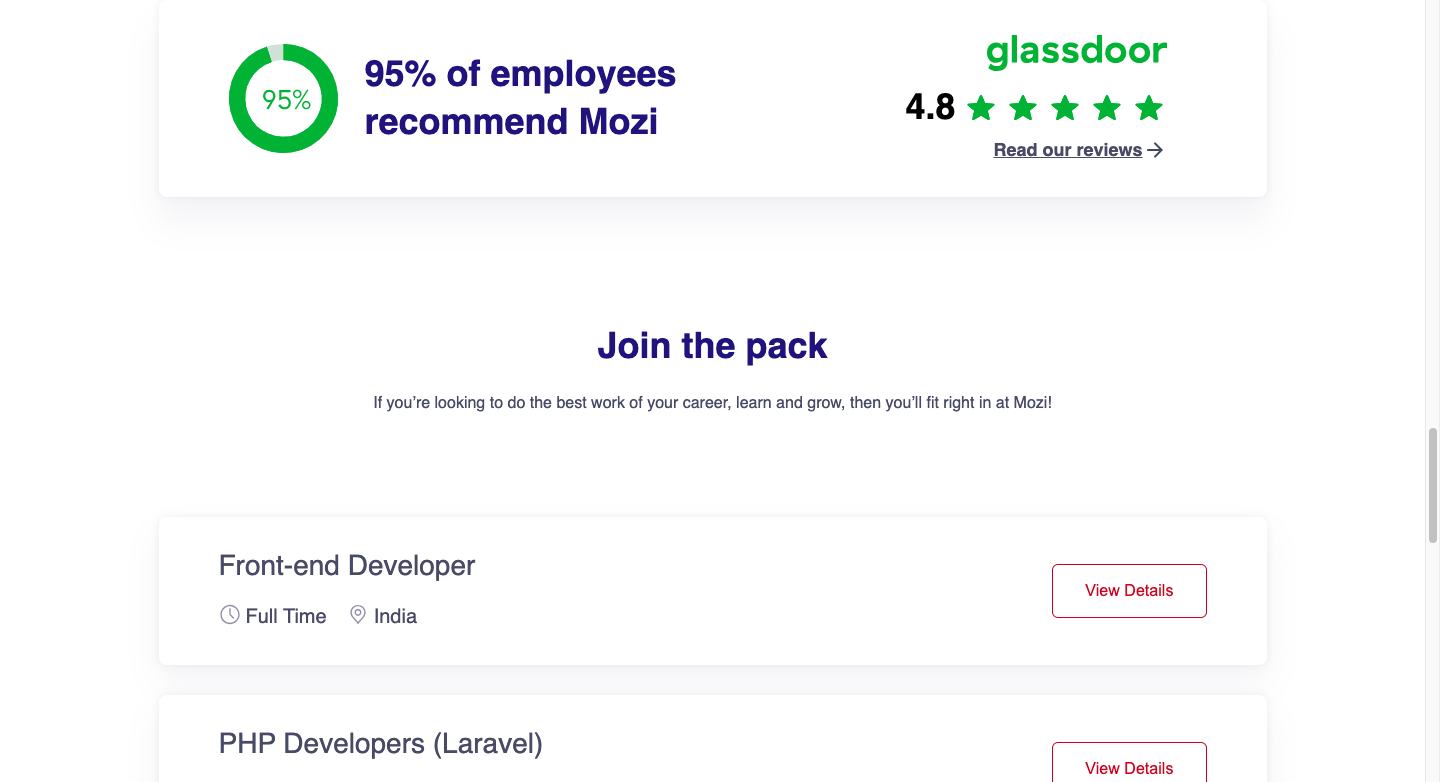 95%
95% of employees
recommend Mozi
glassdoor
4.8
Read our reviews
Join the pack
If you’re looking to do the best work of your career, learn and grow, then you’ll fit right in at Mozi!
Front-end Developer
Full Time India
View Details
PHP Developers (Laravel)
View Details